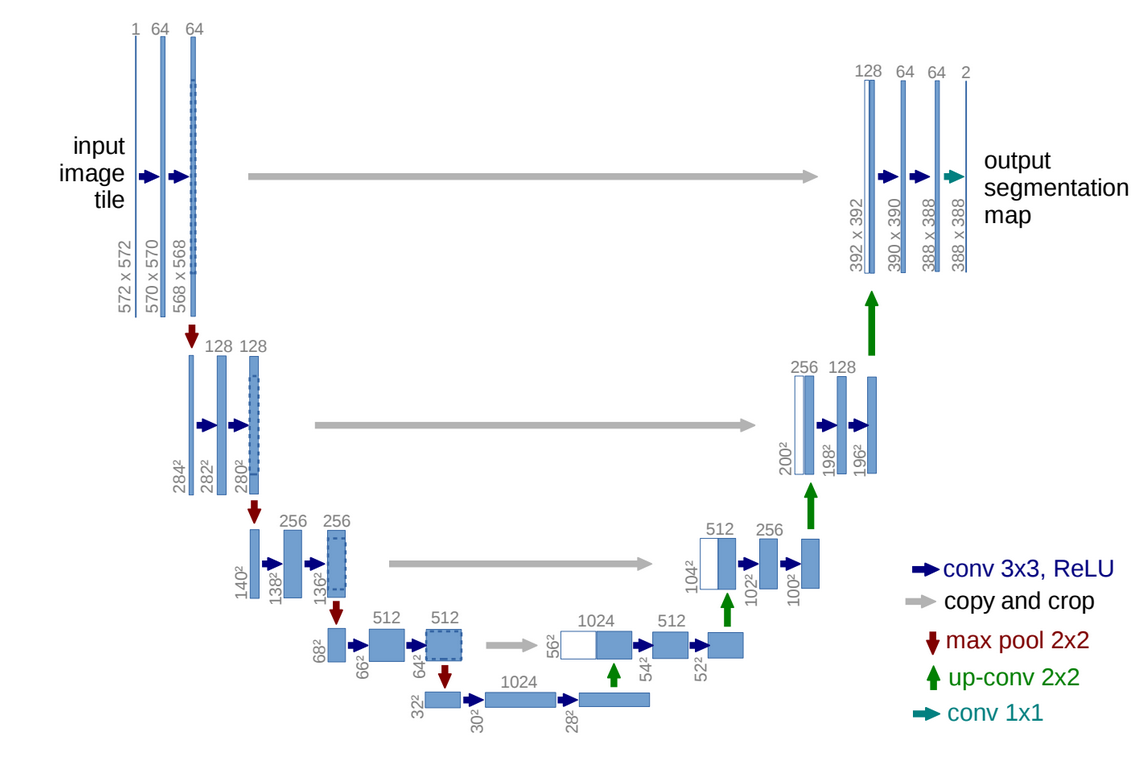 1 64 64
128 64 64 2
input
image
tile
output
segmentation
map
572 x 572
570 x 570
568 x 568
392 x 392
390 x 390
388 x 388
388 x 388
128 128
256 128
284²
282²
280²
200²
198²
196²
256 256
512 256
140²
138²
136²
104²
102²
100²
conv 3x3, ReLU
copy and crop
max pool 2x2
up-conv 2x2
conv 1x1
512 512
1024 512
68²
66²
64²
56²
54²
52²
1024
32²
30²
28²